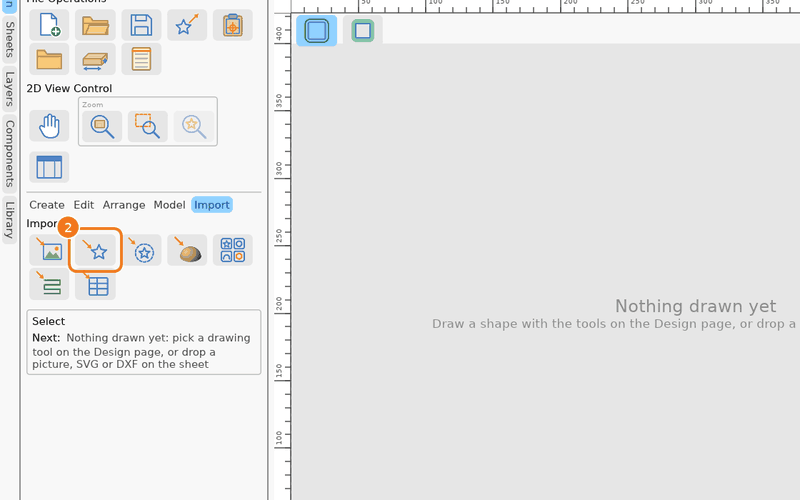 Sheets
Layers
Components
Library
File Operations
2D View Control
Zoom
Create Edit Arrange Model Import
2
Select
Next: Nothing drawn yet: pick a drawing
tool on the Design page, or drop a
picture, SVG or DXF on the sheet
50 100 150 200 250 300 350
400
350
300
250
200
150
100
Nothing drawn yet
Draw a shape with the tools on the Design page, or drop a